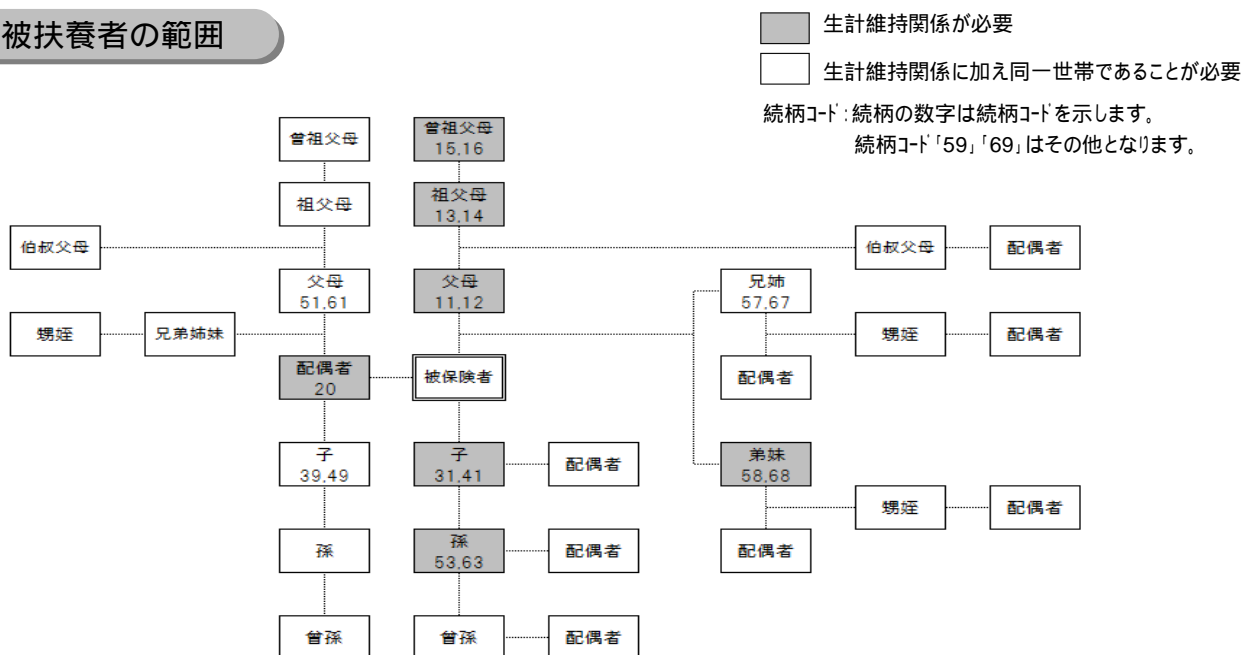 被扶養者の範囲
生計維持関係が必要
生計維持関係に加え同一世帯であることが必要
続柄コード:続柄の数字は続柄コードを示します。
続柄コード「59」「69」はその他となります。
曾祖父母
曾祖父母
15,16
祖父母
祖父母
13,14
伯叔父母
伯叔父母
配偶者
父母
51,61
父母
11,12
兄姉
57,67
甥姪
兄弟姉妹
甥姪
配偶者
配偶者
20
被保険者
配偶者
子
39,49
子
31,41
配偶者
弟妹
58,68
甥姪
配偶者
孫
孫
53,63
配偶者
配偶者
曾孫
曾孫
配偶者